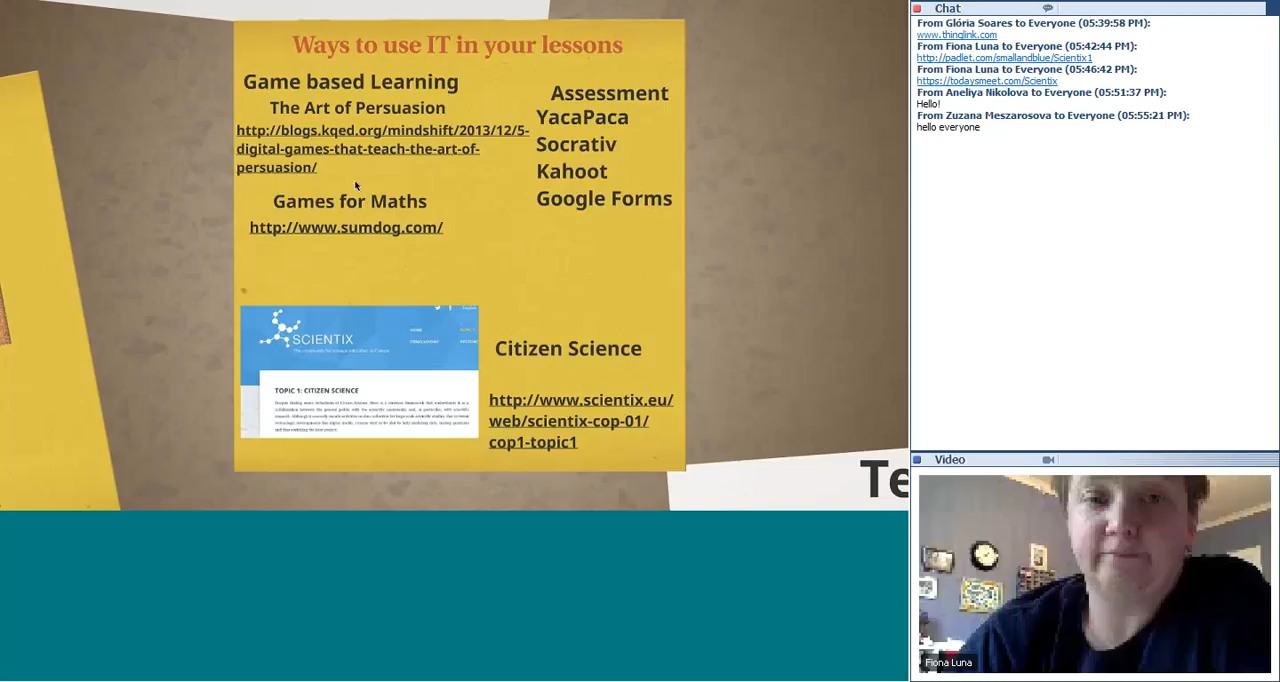 Ways to use IT in your lessons
Game based Learning
The Art of Persuasion
http://blogs.kqed.org/mindshift/2013/12/5-
digital-games-that-teach-the-art-of-
persuasion/
Games for Maths
http://www.sumdog.com/
Assessment
YacaPaca
Socrativ
Kahoot
Google Forms
SCIENTIX
HOME
TOPIC 1: CITIZEN SCIENCE
Citizen Science
http://www.scientix.eu/
web/scientix-cop-01/
cop1-topic1
Te
Chat
From Glória Soares to Everyone (05:39:58 PM):
www.thinglink.com
From Fiona Luna to Everyone (05:42:44 PM):
http://padlet.com/smallandblue/Scientix1
From Fiona Luna to Everyone (05:46:42 PM):
https://todaysmeet.com/Scientix
From Aneliya Nikolova to Everyone (05:51:37 PM):
Hello!
From Zuzana Meszarosova to Everyone (05:55:21 PM):
hello everyone
Video
Fiona Luna